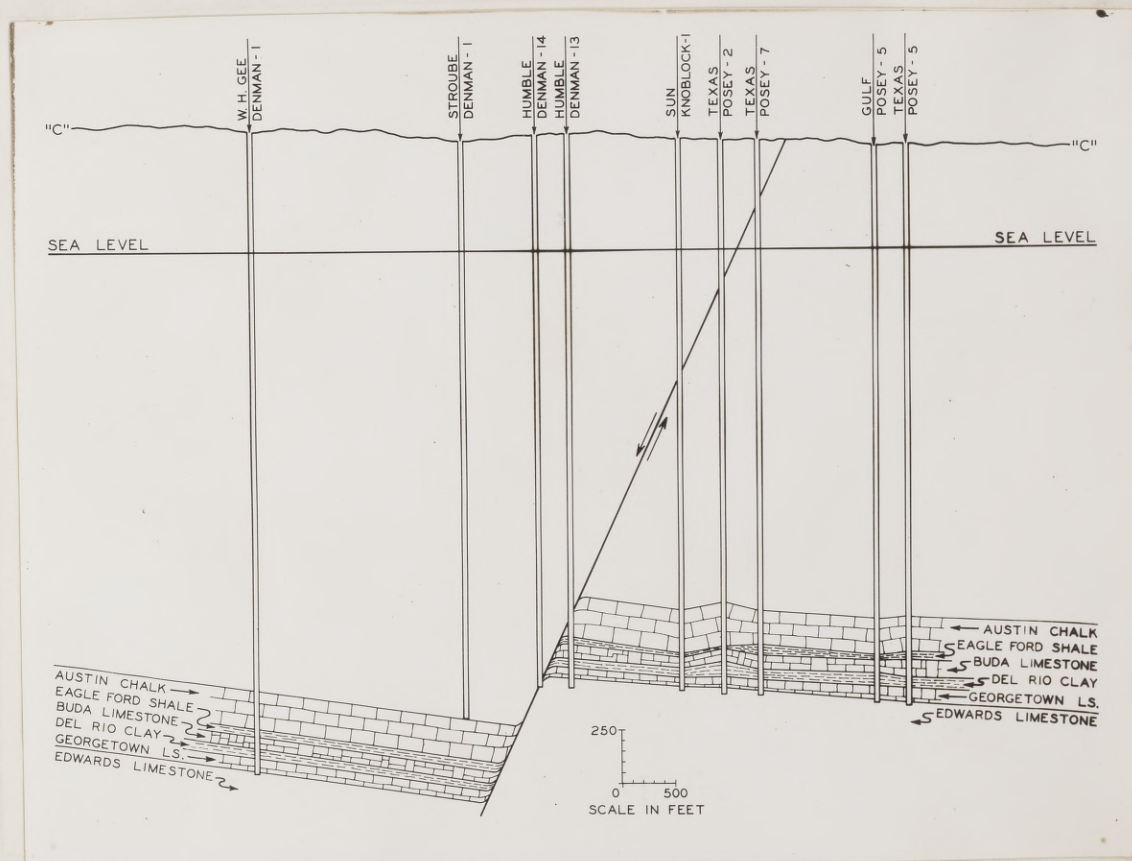 W. H. GEE
DENMAN - 1
STROUBE
DENMAN - 1
HUMBLE
DENMAN - 14
HUMBLE
DENMAN - 13
SUN
KNOBLOCK-1
TEXAS
POSEY - 2
TEXAS
POSEY - 7
GULF
POSEY - 5
TEXAS
POSEY - 5
"C"
"C"
SEA LEVEL
SEA LEVEL
AUSTIN CHALK
EAGLE FORD SHALE
BUDA LIMESTONE
DEL RIO CLAY
GEORGETOWN LS.
EDWARDS LIMESTONE
AUSTIN CHALK
EAGLE FORD SHALE
BUDA LIMESTONE
DEL RIO CLAY
GEORGETOWN LS.
EDWARDS LIMESTONE
250
0 500
SCALE IN FEET